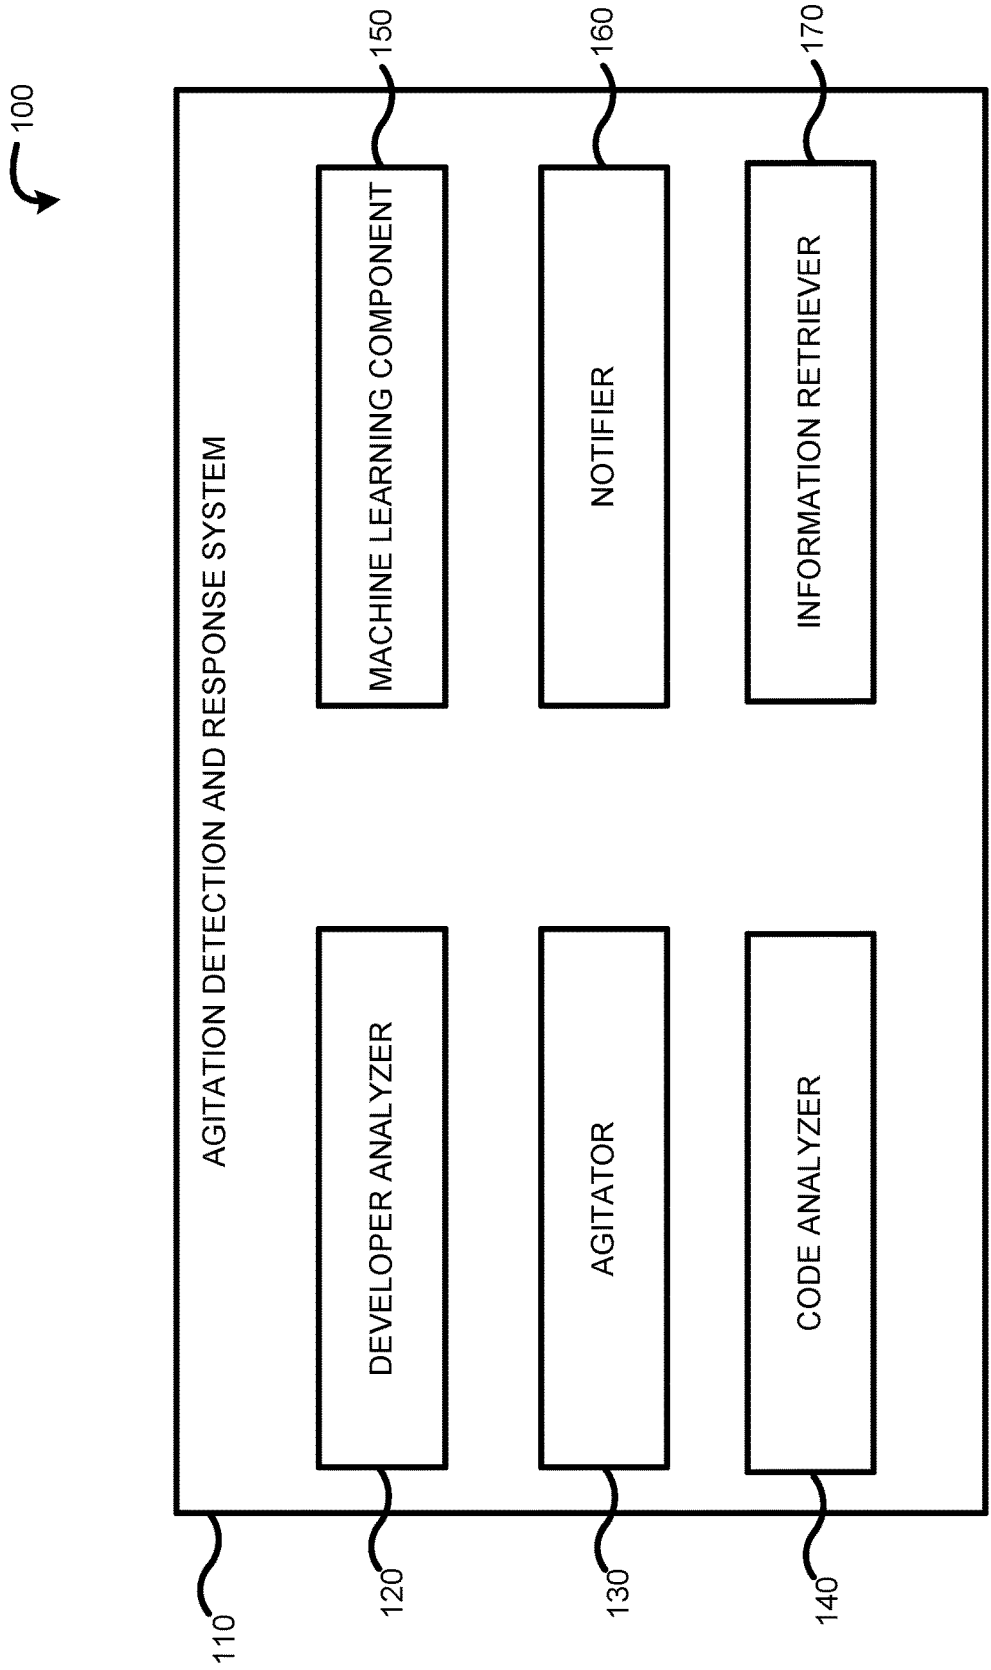 100
AGITATION DETECTION AND RESPONSE SYSTEM
110
DEVELOPER ANALYZER
120
MACHINE LEARNING COMPONENT
150
AGITATOR
130
NOTIFIER
160
CODE ANALYZER
140
INFORMATION RETRIEVER
170